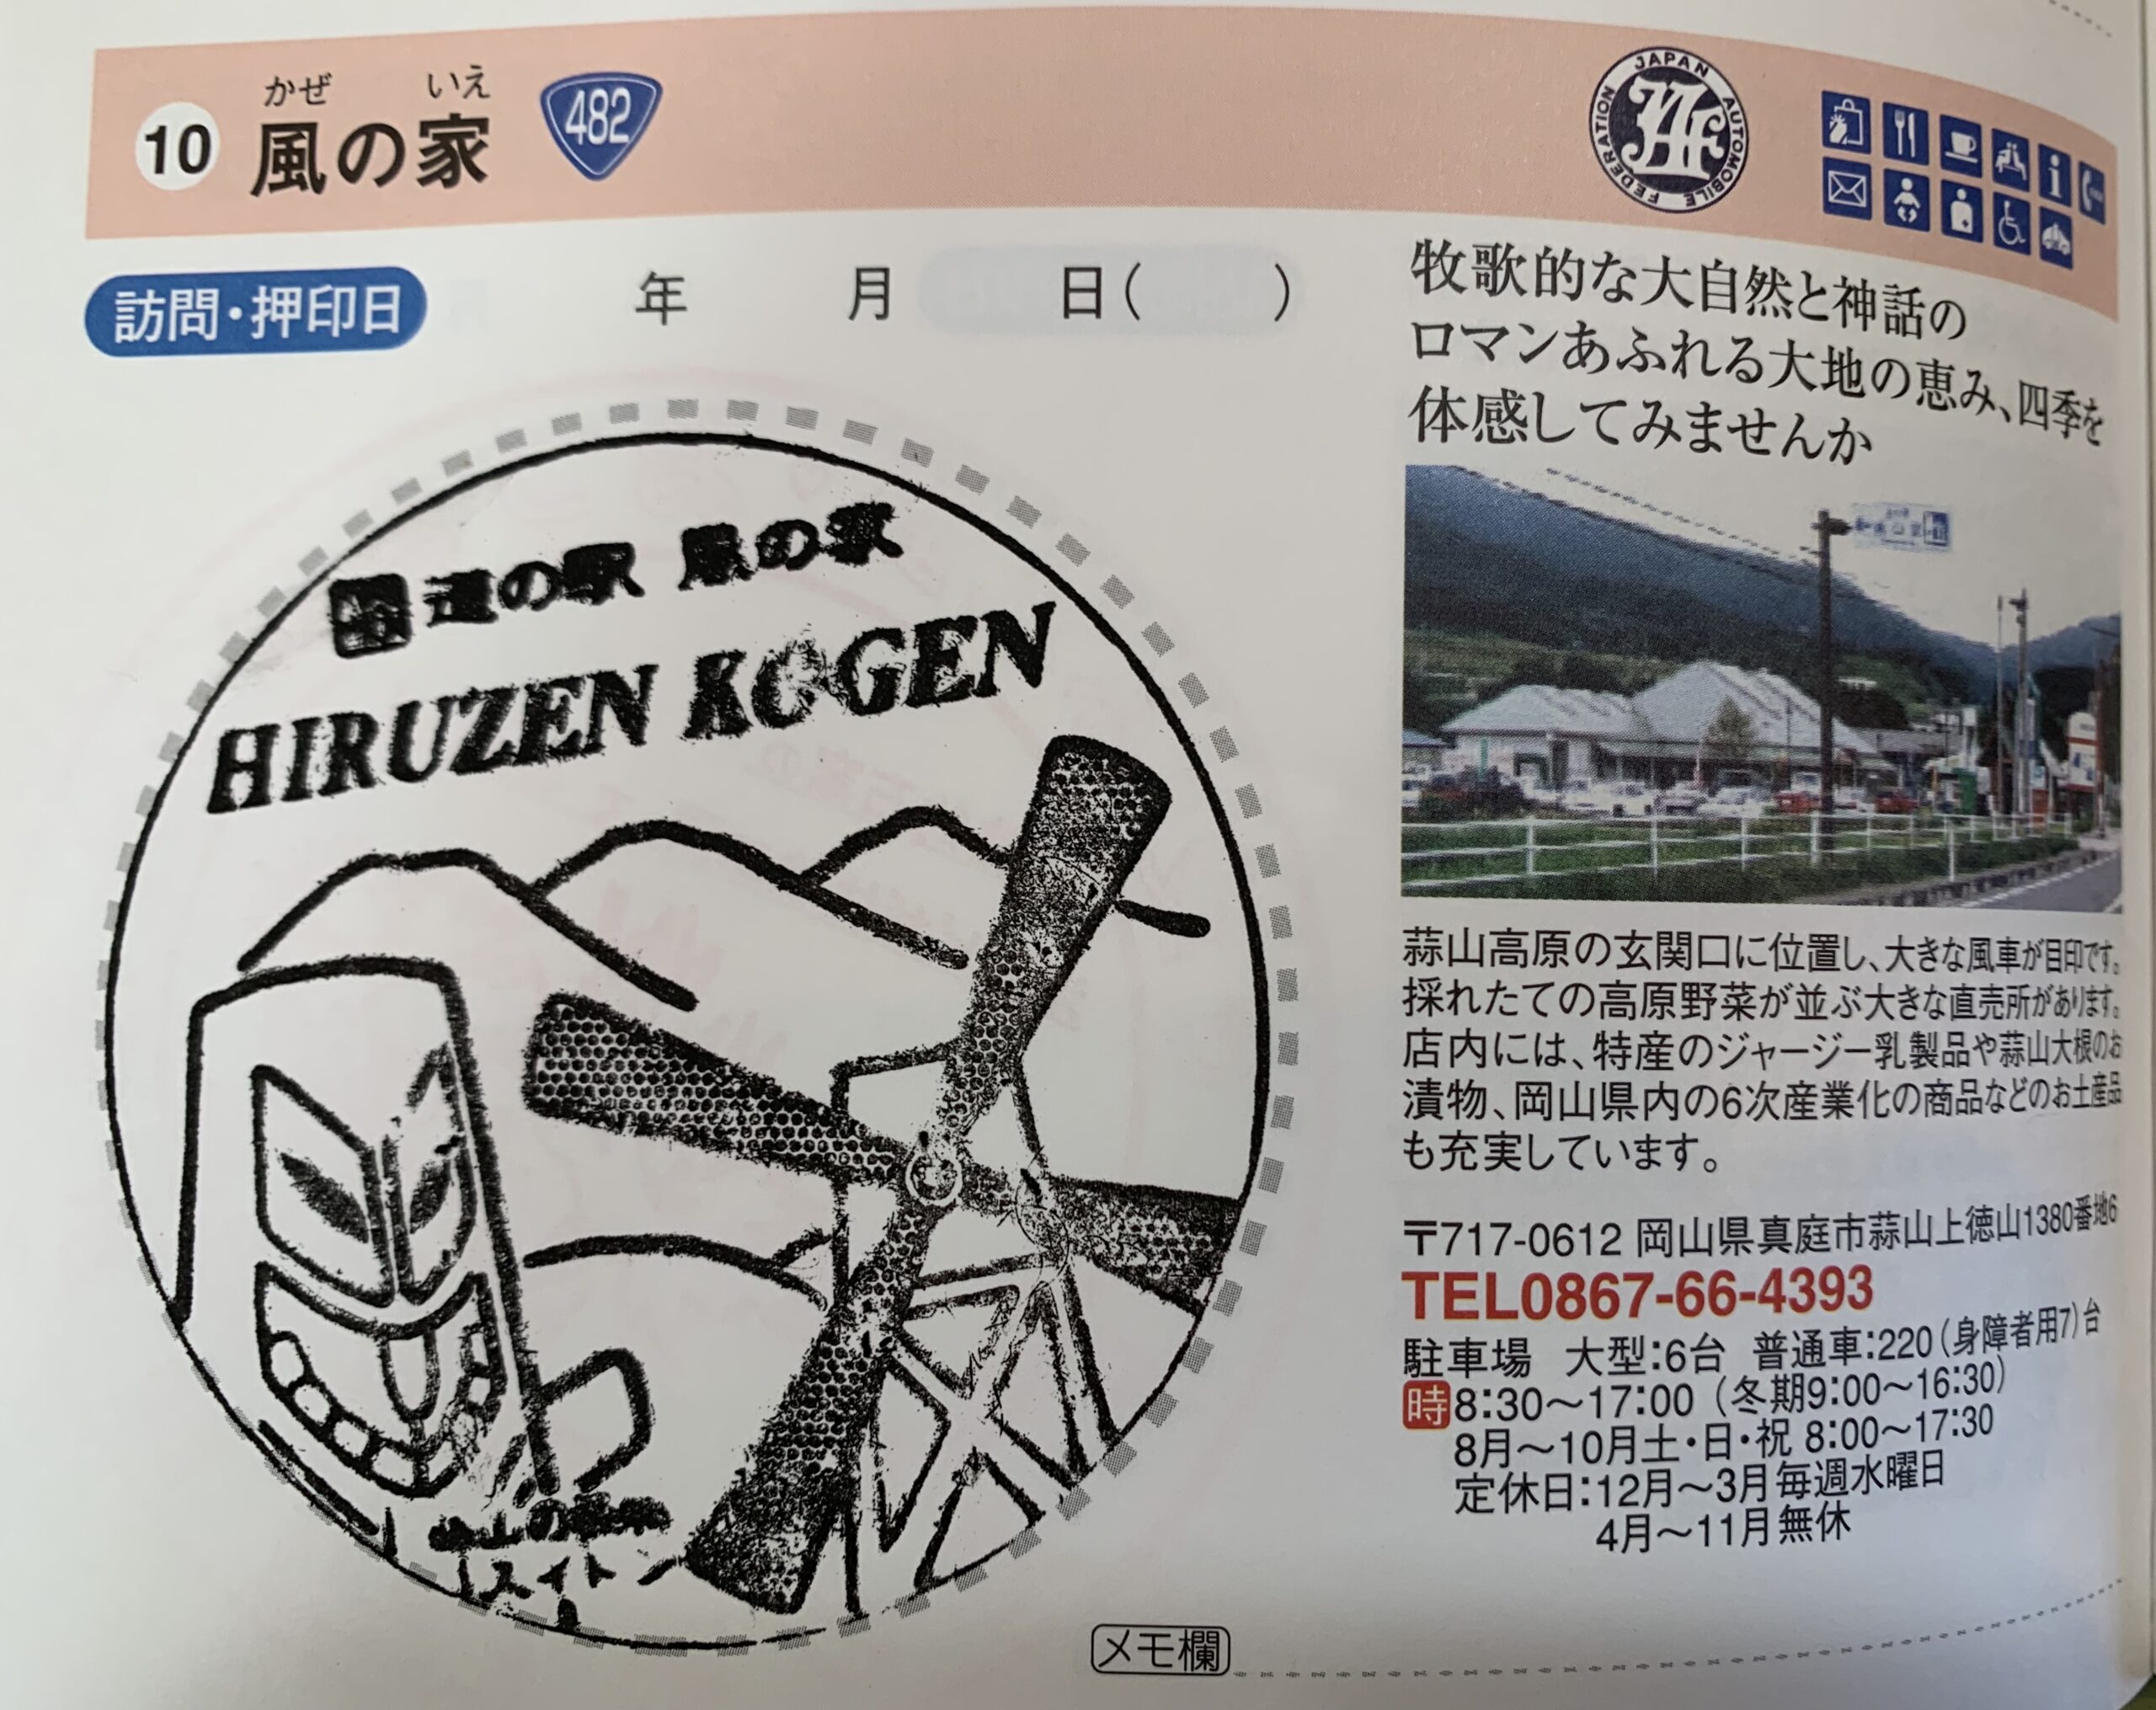 10 風の家 482
かぜ いえ
JAPAN AUTOMOBILE FEDERATION
JAF
訪問・押印日 年 月 日( )
道の駅 風の家
HIRUZEN KOGEN
スイトン
牧歌的な大自然と神話の
ロマンあふれる大地の恵み、四季を
体感してみませんか
蒜山高原の玄関口に位置し、大きな風車が目印です。
採れたての高原野菜が並ぶ大きな直売所があります。
店内には、特産のジャージー乳製品や蒜山大根のお
漬物、岡山県内の6次産業化の商品などのお土産品
も充実しています。
〒717-0612 岡山県真庭市蒜山上徳山1380番地6
TEL0867-66-4393
駐車場 大型:6台 普通車:220(身障者用7)台
時 8:30～17:00 (冬期9:00～16:30)
8月～10月土・日・祝 8:00～17:30
定休日:12月～3月毎週水曜日
4月～11月無休
メモ欄